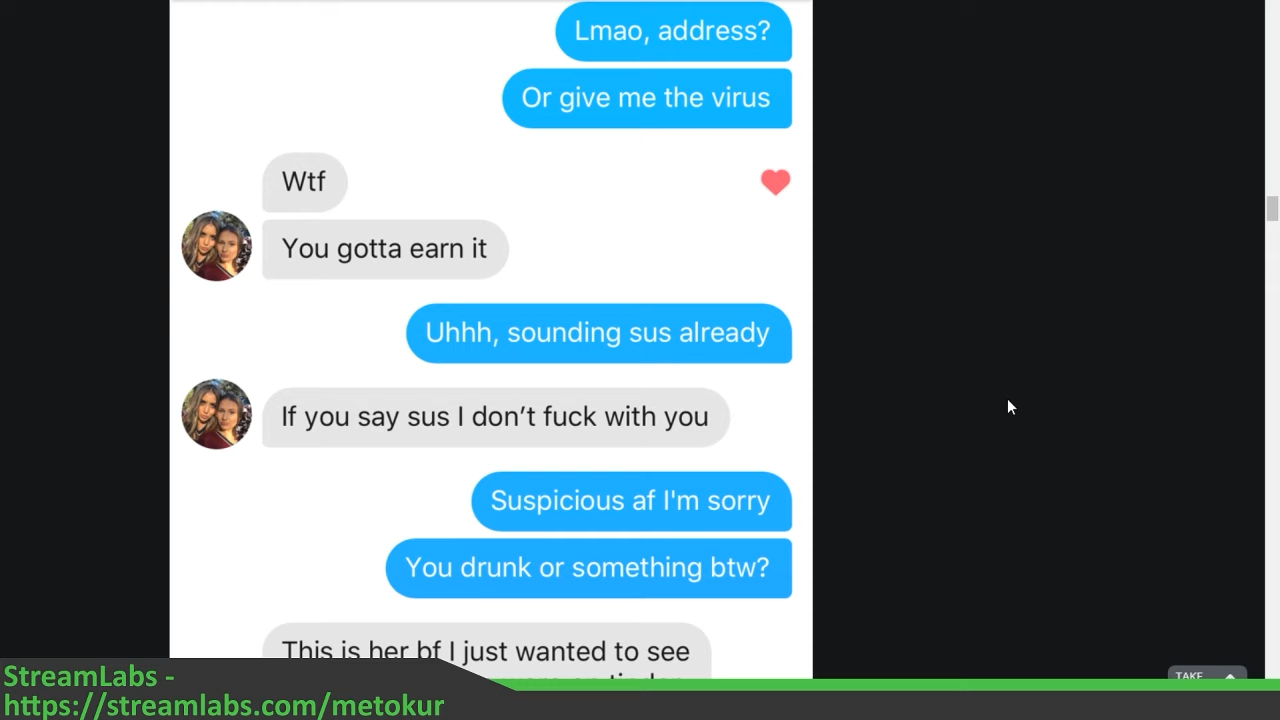 Lmao, address?
Or give me the virus
Wtf
You gotta earn it
Uhhh, sounding sus already
If you say sus I don’t fuck with you
Suspicious af I'm sorry
You drunk or something btw?
This is her bf I just wanted to see
StreamLabs -
https://streamlabs.com/metokur
TAKE